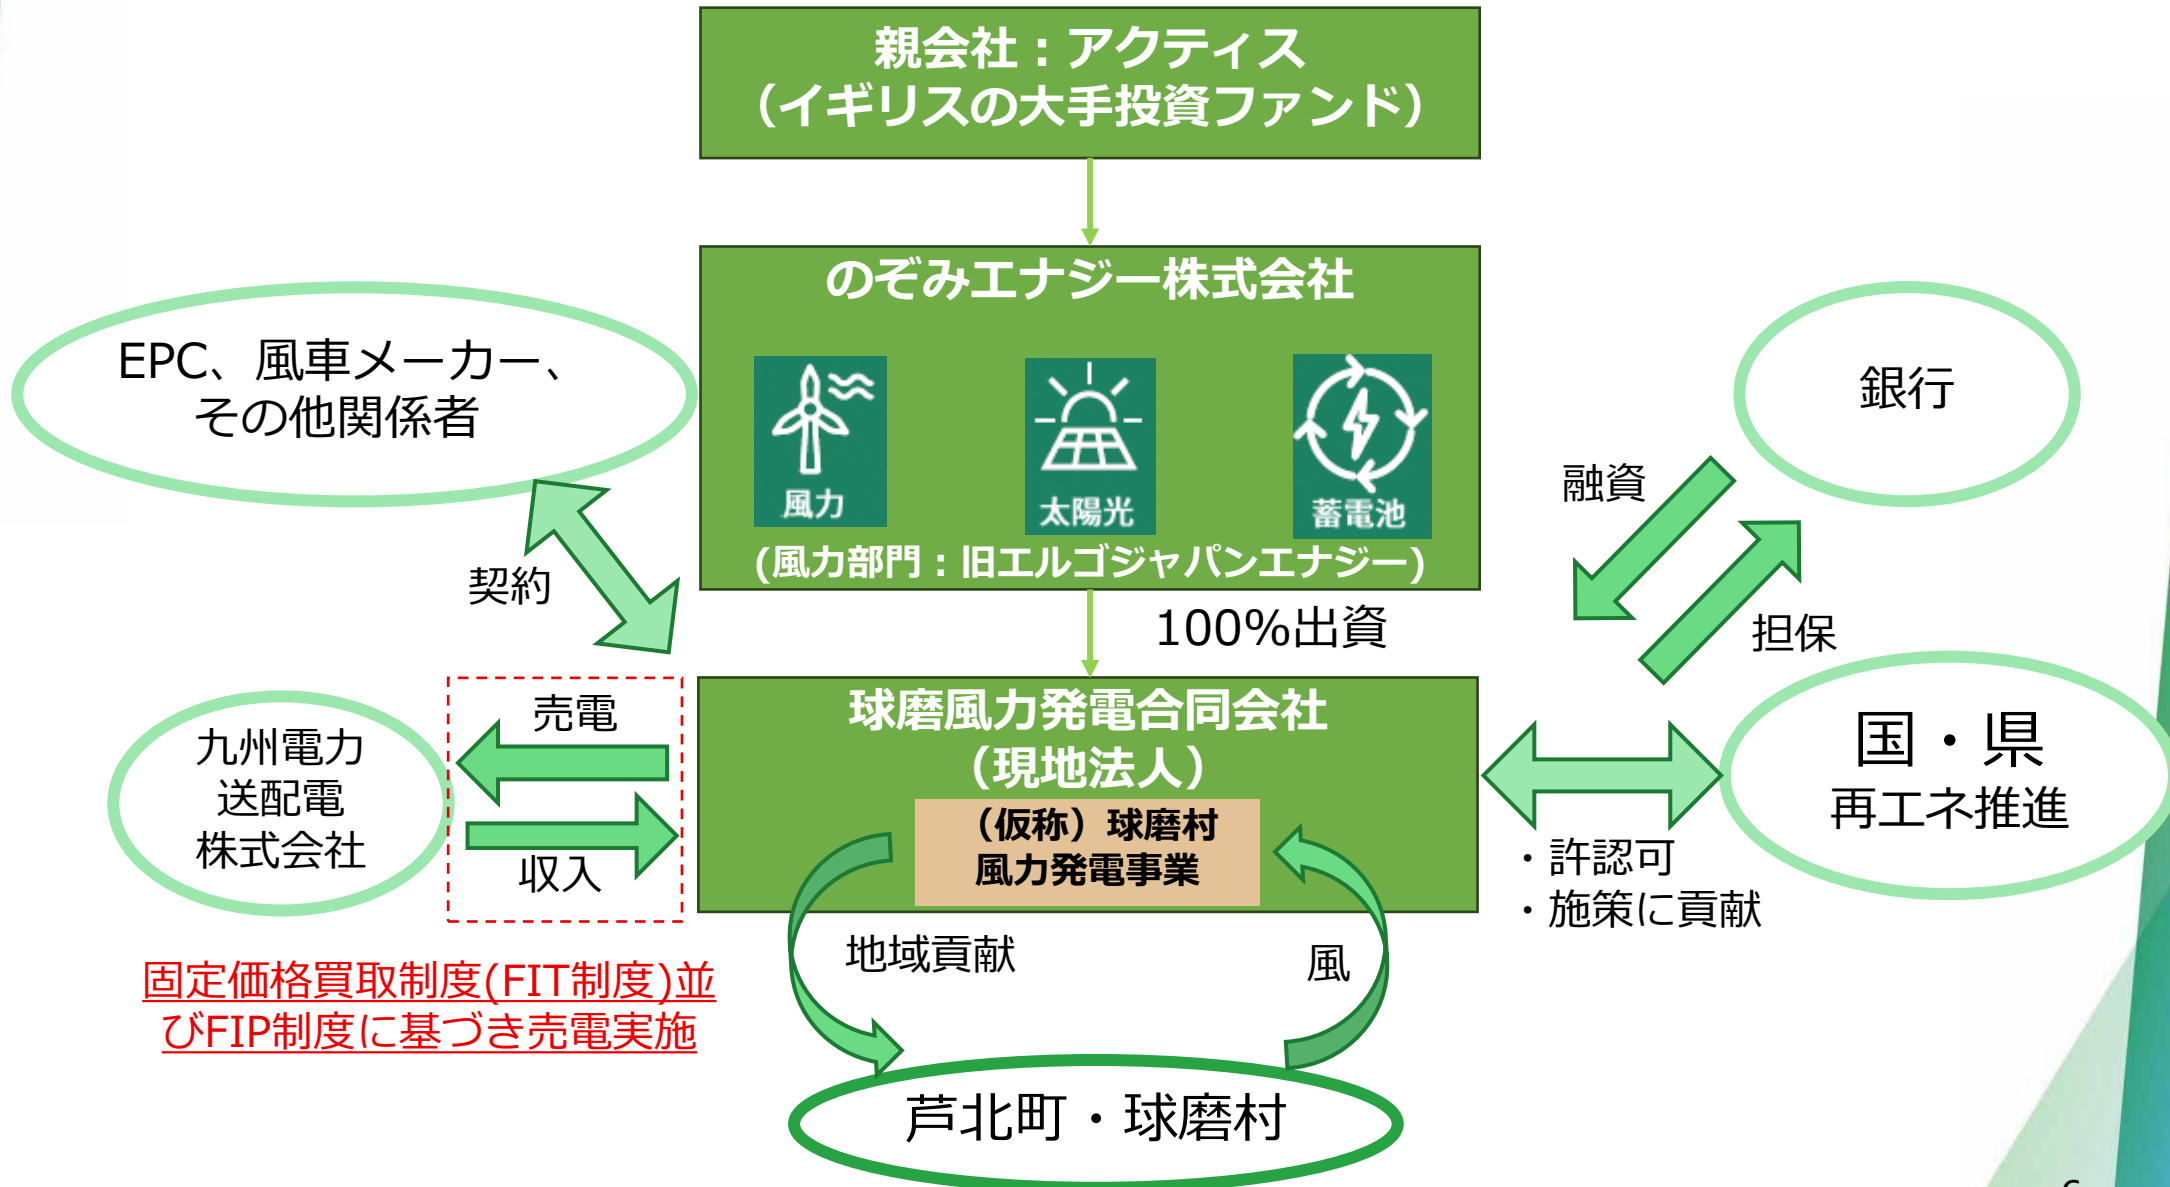 親会社：アクティス
（イギリスの大手投資ファンド）
のぞみエナジー株式会社
風力
太陽光
蓄電池
(風力部門：旧エルゴジャパンエナジー)
EPC、風車メーカー、
その他関係者
銀行
融資
担保
契約
100%出資
売電
収入
九州電力
送配電
株式会社
球磨風力発電合同会社
（現地法人）
（仮称）球磨村
風力発電事業
国・県
再エネ推進
・許認可
・施策に貢献
固定価格買取制度(FIT制度)並
びFIP制度に基づき売電実施
地域貢献
風
芦北町・球磨村